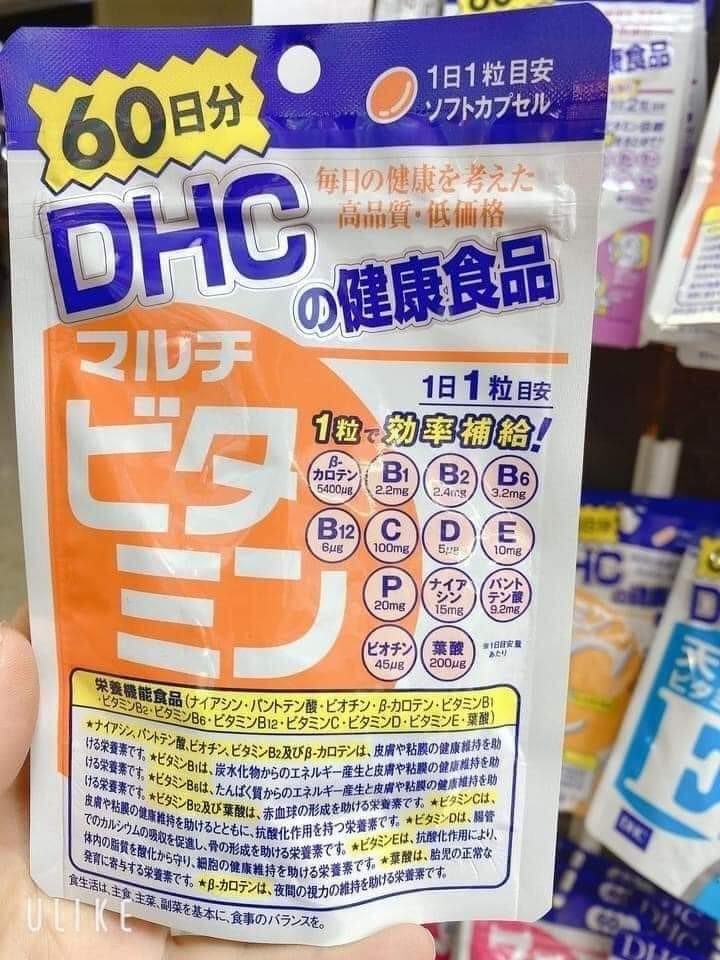 60日分
1日1粒目安
ソフトカプセル
毎日の健康を考えた
高品質・低価格
DHC
の健康食品
マルチ
ビタ
ミン
1日1粒目安
1粒で効率補給!
β-カロテン 5400μg B1 2.2mg B2 2.4mg B6 3.2mg
B12 6μg C 100mg D 5μg E 10mg
P 20mg ナイアシン 15mg パントテン酸 9.2mg
ビオチン 45μg 葉酸 200μg ※1日目安量あたり
栄養機能食品(ナイアシン・パントテン酸・ビオチン・β-カロテン・ビタミンB1
・ビタミンB2・ビタミンB6・ビタミンB12・ビタミンC・ビタミンD・ビタミンE・葉酸)
★ナイアシン、パントテン酸、ビオチン、ビタミンB2及びβ-カロテンは、皮膚や粘膜の健康維持を助
ける栄養素です。★ビタミンB1は、炭水化物からのエネルギー産生と皮膚や粘膜の健康維持を助
ける栄養素です。★ビタミンB6は、たんぱく質からのエネルギー産生と皮膚や粘膜の健康維持を助
ける栄養素です。★ビタミンB12及び葉酸は、赤血球の形成を助ける栄養素です。★ビタミンCは、
皮膚や粘膜の健康維持を助けるとともに、抗酸化作用を持つ栄養素です。★ビタミンDは、腸管
でのカルシウムの吸収を促進し、骨の形成を助ける栄養素です。★ビタミンEは、抗酸化作用により、
体内の脂質を酸化から守り、細胞の健康維持を助ける栄養素です。★葉酸は、胎児の正常な
発育に寄与する栄養素です。★β-カロテンは、夜間の視力の維持を助ける栄養素です。
食生活は、主食、主菜、副菜を基本に、食事のバランスを。
ULIKE
康食品
HC
の健康
天
ビタ
E
DHC
DHC
DHC